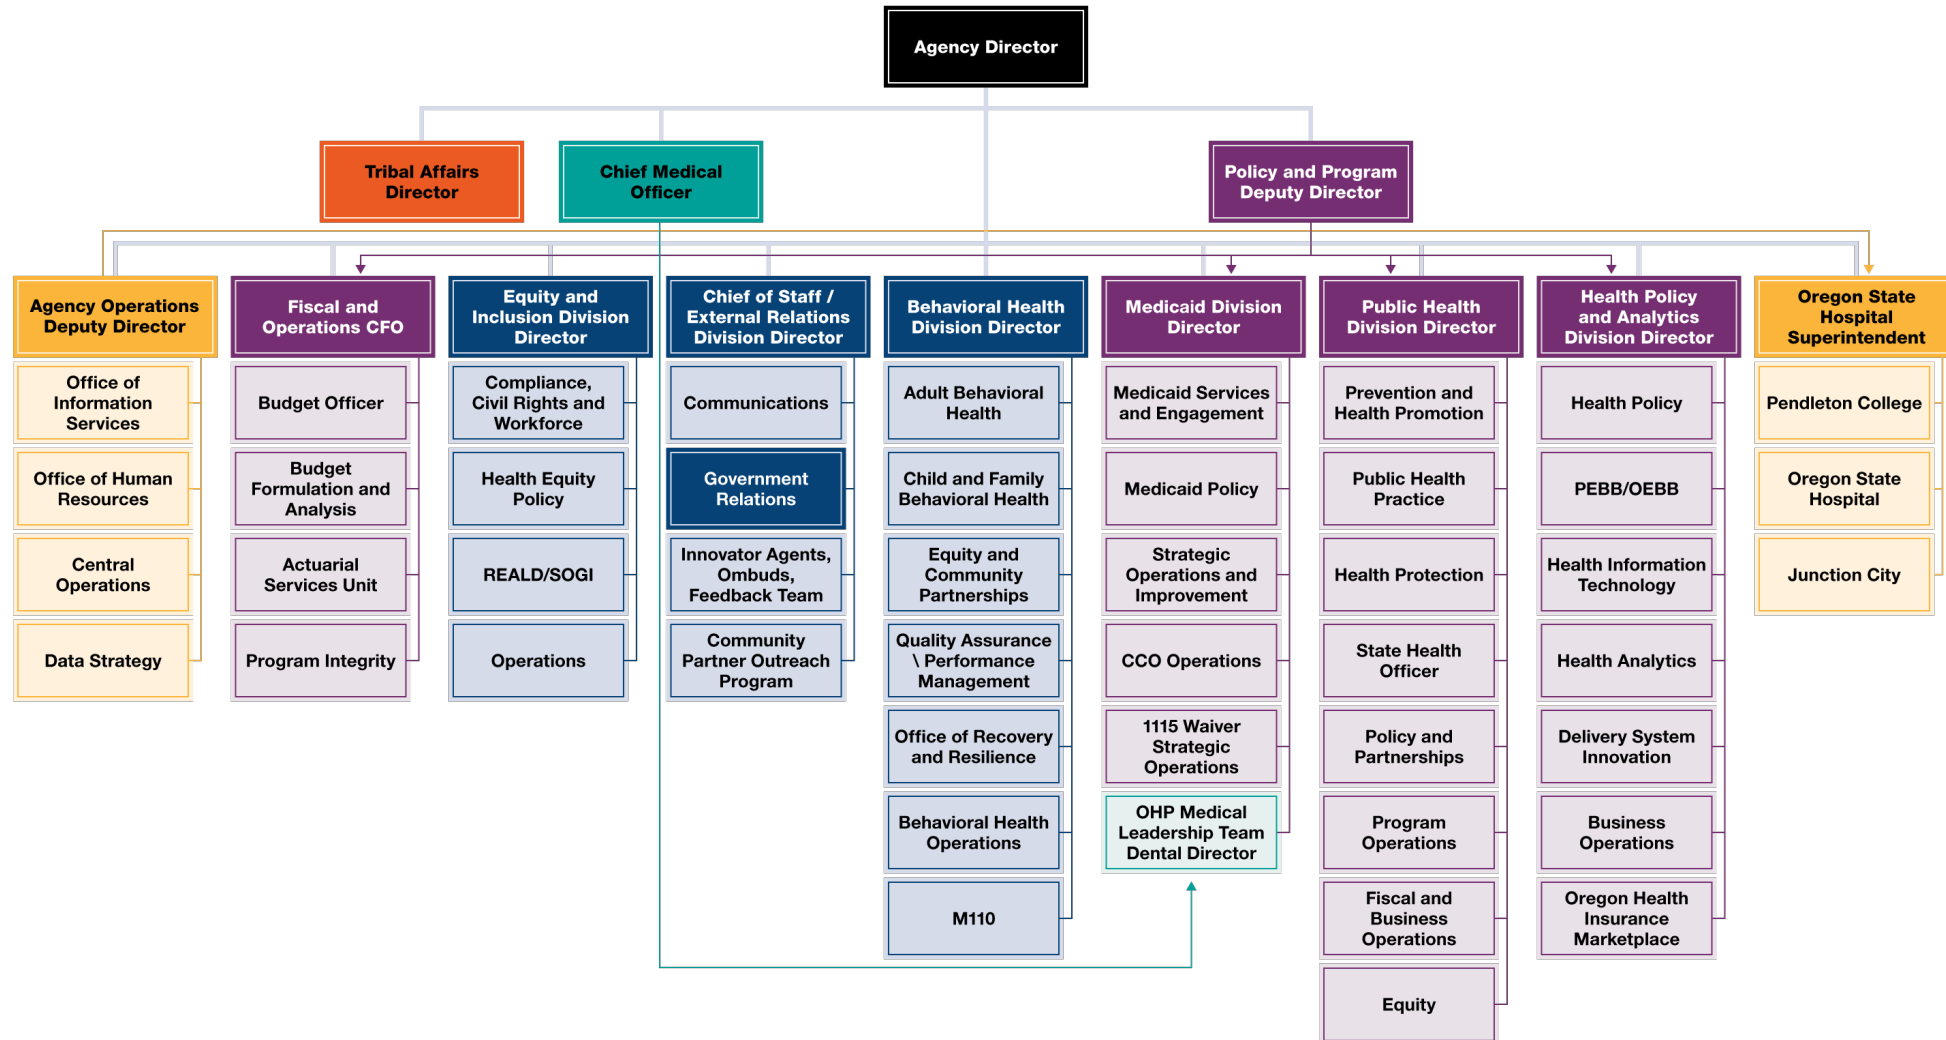 Agency Director
Tribal Affairs
Director
Chief Medical
Officer
Policy and Program
Deputy Director
Agency Operations
Deputy Director
Office of
Information
Services
Office of Human
Resources
Central
Operations
Data Strategy
Fiscal and
Operations CFO
Budget Officer
Budget
Formulation and
Analysis
Actuarial
Services Unit
Program Integrity
Equity and
Inclusion Division
Director
Compliance,
Civil Rights and
Workforce
Health Equity
Policy
REALD/SOGI
Operations
Chief of Staff /
External Relations
Division Director
Communications
Government
Relations
Innovator Agents,
Ombuds,
Feedback Team
Community
Partner Outreach
Program
Behavioral Health
Division Director
Adult Behavioral
Health
Child and Family
Behavioral Health
Equity and
Community
Partnerships
Quality Assurance
\ Performance
Management
Office of Recovery
and Resilience
Behavioral Health
Operations
M110
Medicaid Division
Director
Medicaid Services
and Engagement
Medicaid Policy
Strategic
Operations and
Improvement
CCO Operations
1115 Waiver
Strategic
Operations
OHP Medical
Leadership Team
Dental Director
Public Health
Division Director
Prevention and
Health Promotion
Public Health
Practice
Health Protection
State Health
Officer
Policy and
Partnerships
Program
Operations
Fiscal and
Business
Operations
Equity
Health Policy
and Analytics
Division Director
Health Policy
PEBB/OEBB
Health Information
Technology
Health Analytics
Delivery System
Innovation
Business
Operations
Oregon Health
Insurance
Marketplace
Oregon State
Hospital
Superintendent
Pendleton College
Oregon State
Hospital
Junction City